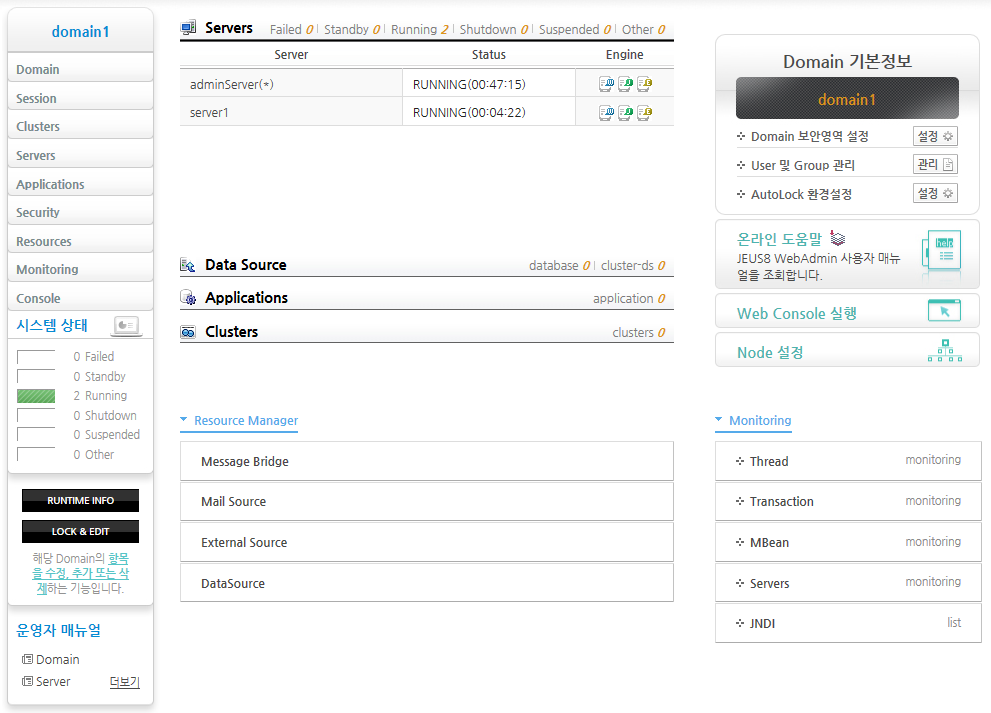 domain1
Domain
Session
Clusters
Servers
Applications
Security
Resources
Monitoring
Console
시스템 상태
0 Failed
0 Standby
2 Running
0 Shutdown
0 Suspended
0 Other
RUNTIME INFO
LOCK & EDIT
해당 Domain의 항목
을 수정, 추가 또는 삭
제하는 기능입니다.
운영자 매뉴얼
Domain
Server 더보기
Servers Failed 0 Standby 0 Running 2 Shutdown 0 Suspended 0 Other 0
Server Status Engine
adminServer(*) RUNNING(00:47:15)
server1 RUNNING(00:04:22)
Data Source database 0 cluster-ds 0
Applications application 0
Clusters clusters 0
Resource Manager
Message Bridge
Mail Source
External Source
DataSource
Domain 기본정보
domain1
Domain 보안영역 설정 설정
User 및 Group 관리 관리
AutoLock 환경설정 설정
온라인 도움말
help
JEUS8 WebAdmin 사용자 매뉴
얼을 조회합니다.
Web Console 실행
Node 설정
Monitoring
Thread monitoring
Transaction monitoring
MBean monitoring
Servers monitoring
JNDI list